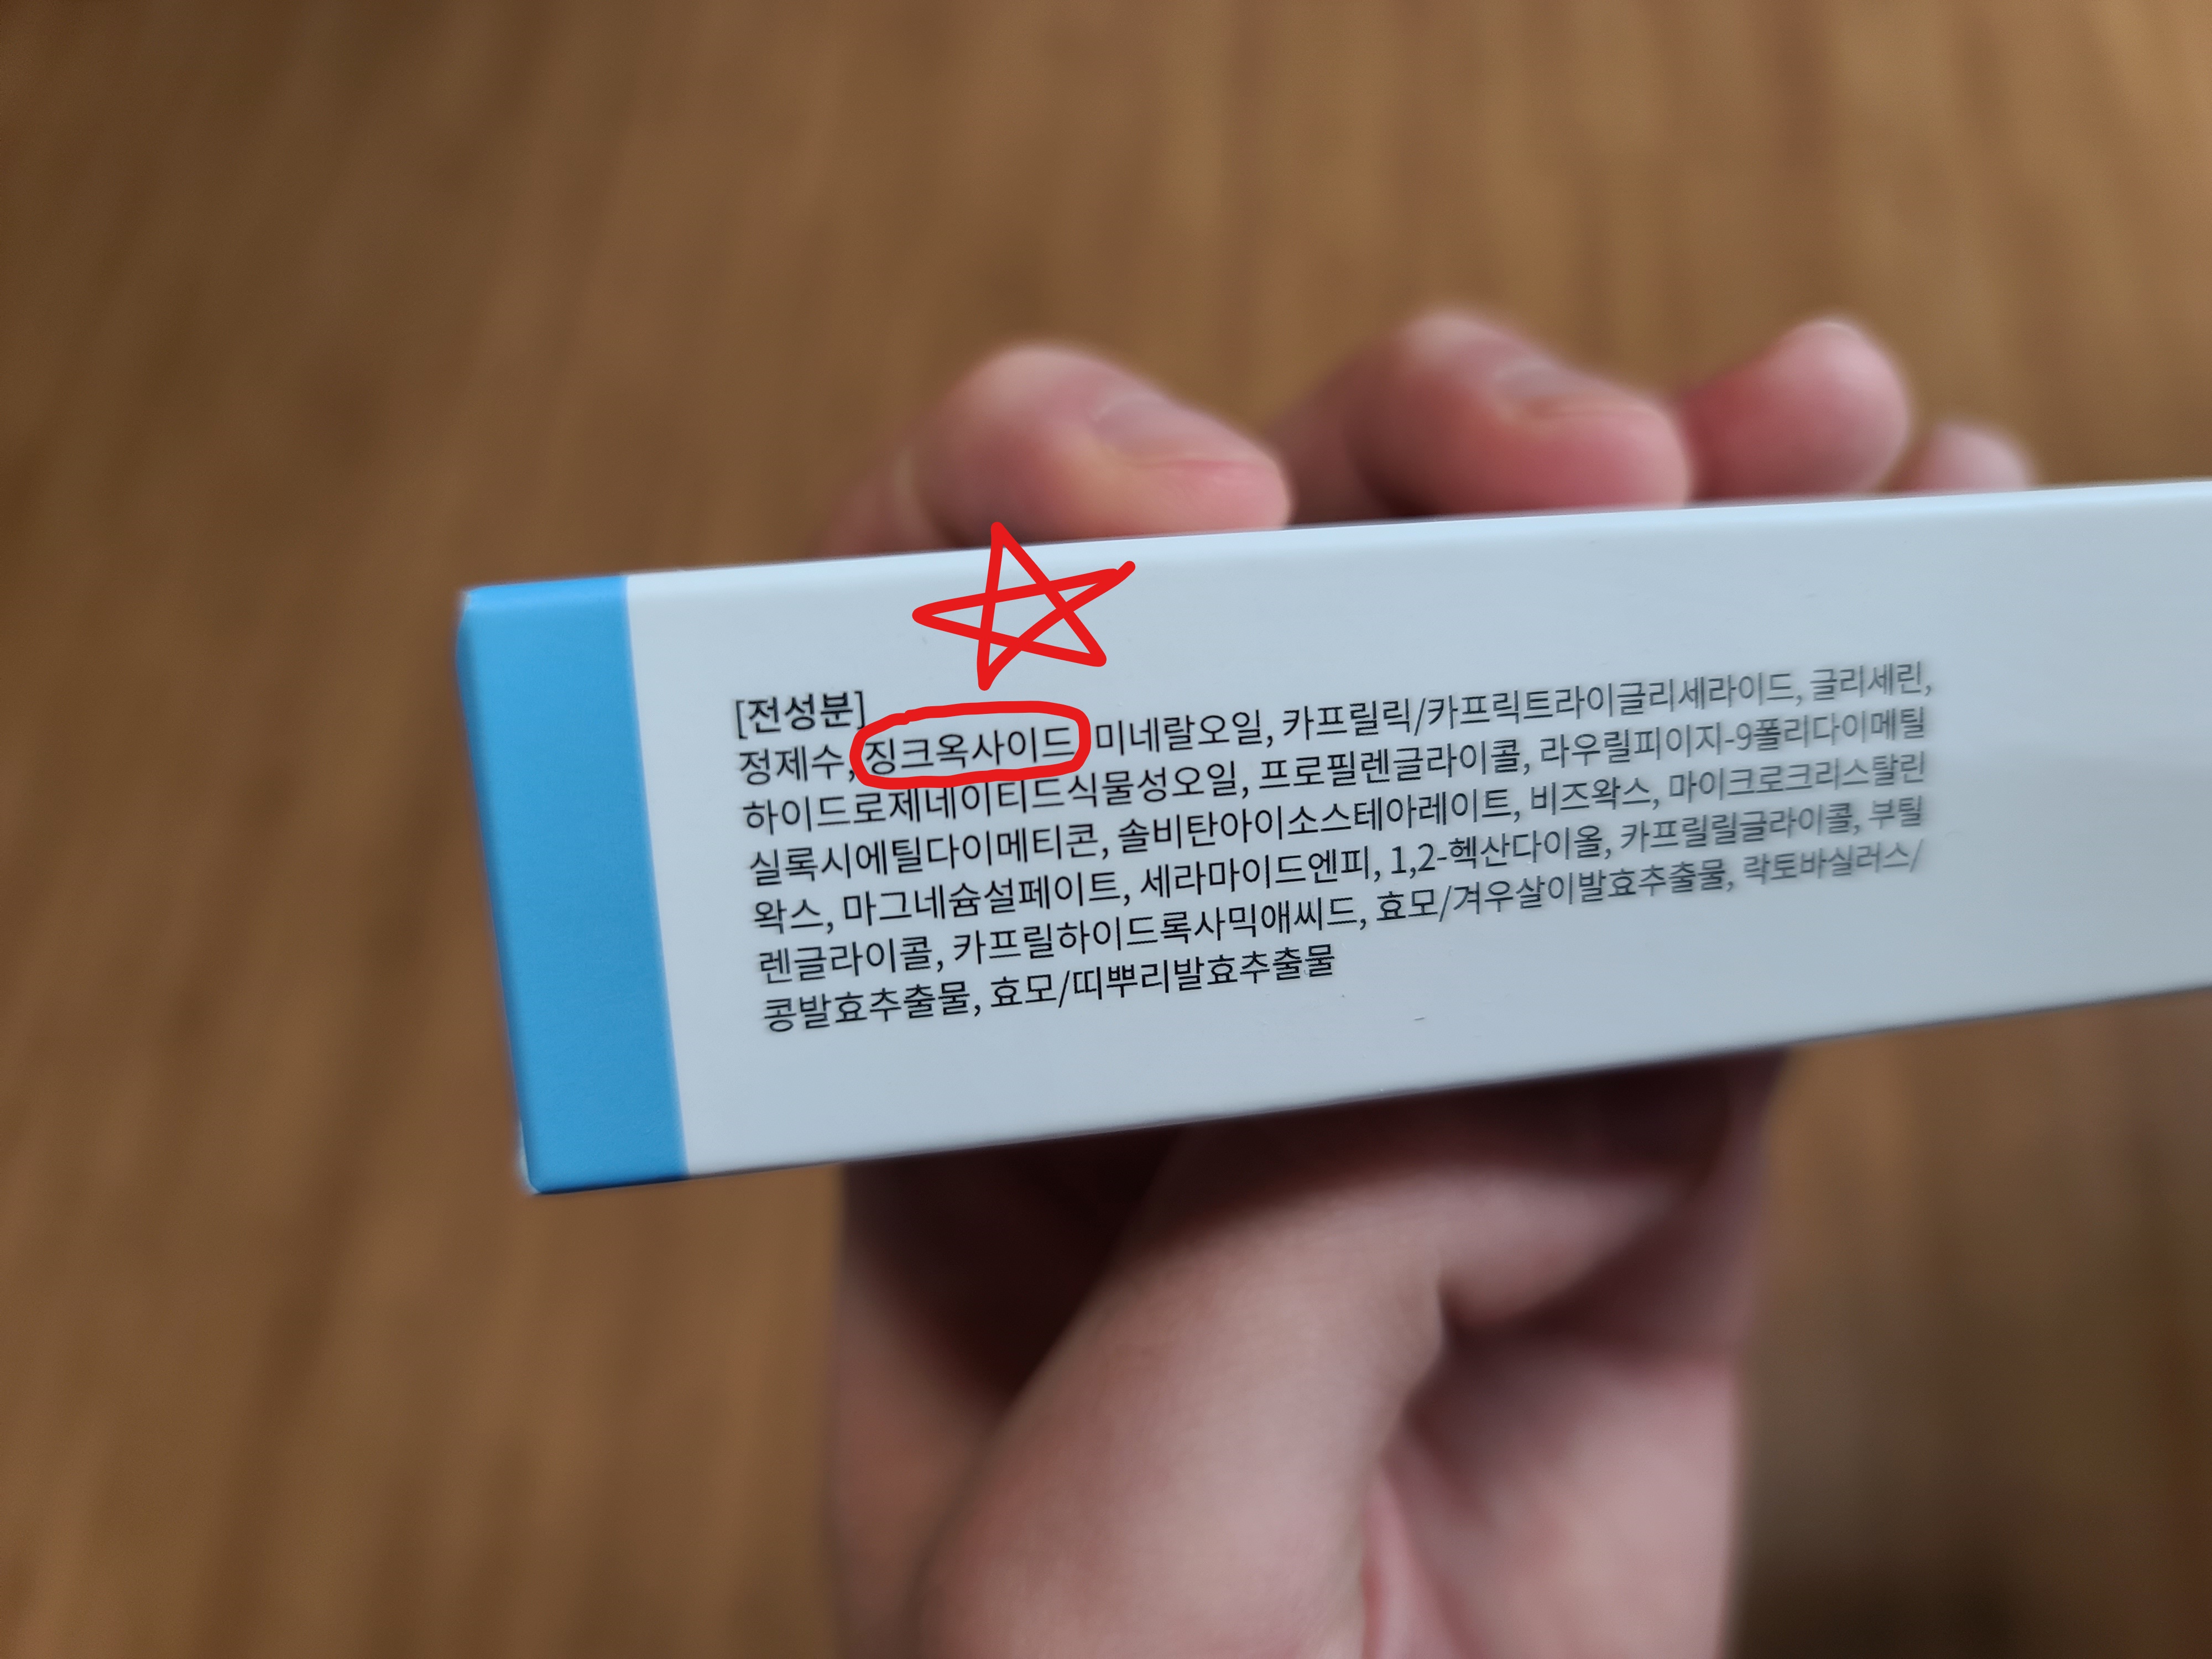 [전성분]
정제수, 징크옥사이드, 미네랄오일, 카프릴릭/카프릭트라이글리세라이드, 글리세린,
하이드로제네이티드식물성오일, 프로필렌글라이콜, 라우릴피이지-9폴리다이메틸
실록시에틸다이메티콘, 솔비탄아이소스테아레이트, 비즈왁스, 마이크로크리스탈린
왁스, 마그네슘설페이트, 세라마이드엔피, 1,2-헥산다이올, 카프릴릴글라이콜, 부틸
렌글라이콜, 카프릴하이드록사믹애씨드, 효모/겨우살이발효추출물, 락토바실러스/
콩발효추출물, 효모/띠뿌리발효추출물